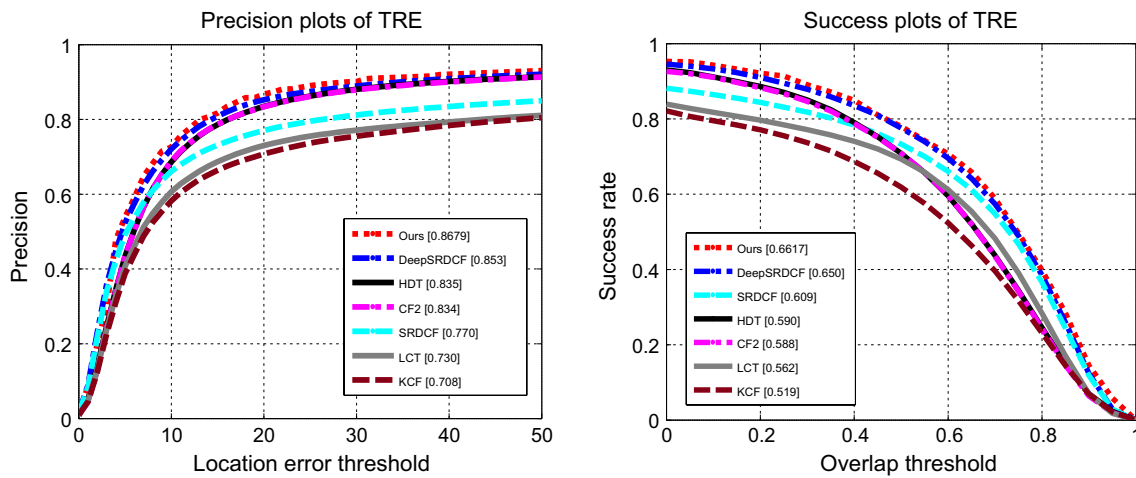 Precision plots of TRE
1
0.8
0.6
0.4
0.2
0
Precision
Ours [0.8679]
DeepSRDCF [0.853]
HDT [0.835]
CF2 [0.834]
SRDCF [0.770]
LCT [0.730]
KCF [0.708]
0 10 20 30 40 50
Location error threshold
Success plots of TRE
1
0.8
0.6
0.4
0.2
0
Success rate
Ours [0.6617]
DeepSRDCF [0.650]
SRDCF [0.609]
HDT [0.590]
CF2 [0.588]
LCT [0.562]
KCF [0.519]
0 0.2 0.4 0.6 0.8 1
Overlap threshold